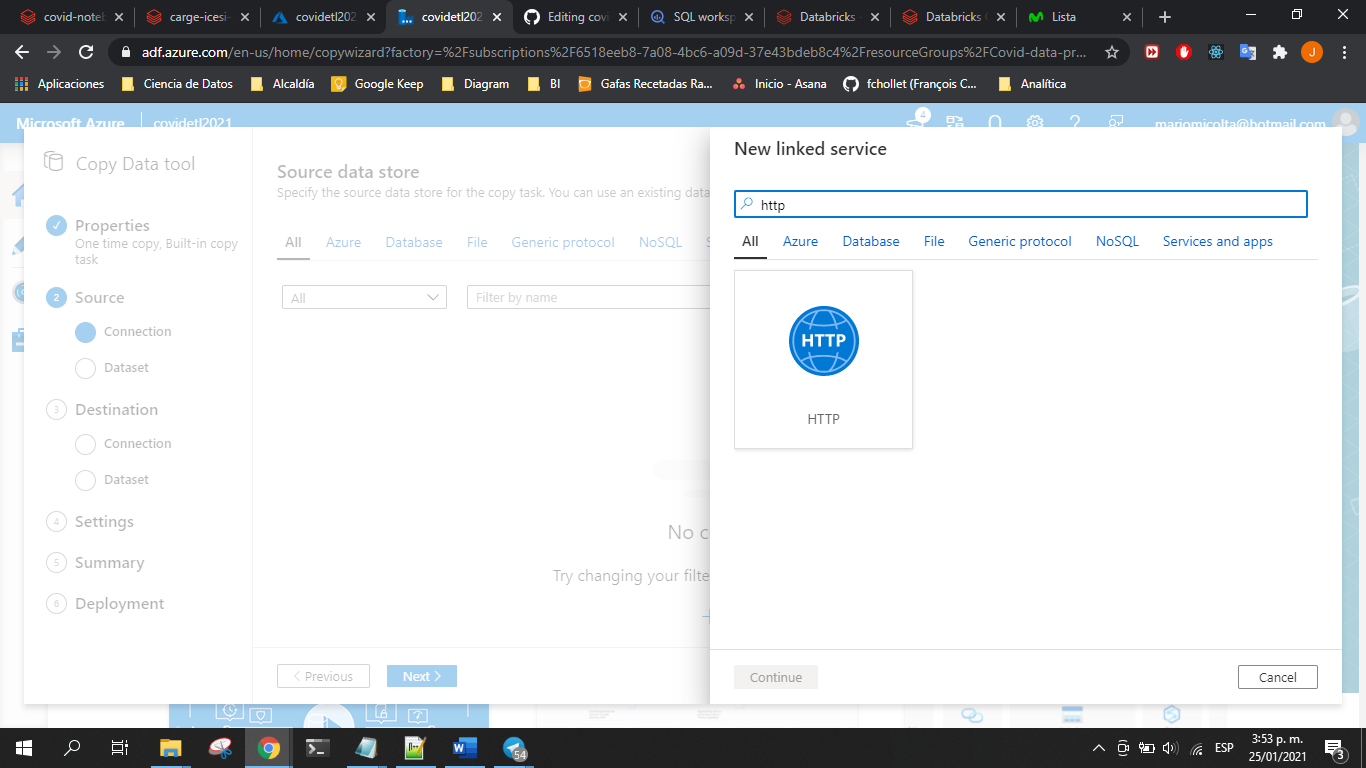 covid-noteb
carge-icesi-
covidetl202
covidetl202
Editing covi
SQL worksp
Databricks -
Databricks (
Lista
adf.azure.com/en-us/home/copywizard?factory=%2Fsubscriptions%2F6518eeb8-7a08-4bc6-a09d-37e43bdeb8c4%2FresourceGroups%2FCovid-data-pr...
J
Aplicaciones
Ciencia de Datos
Alcaldía
Google Keep
Diagram
BI
Gafas Recetadas Ra...
Inicio - Asana
fchollet (François C...
Analítica
Microsoft Azure
covidetl2021
4
mariomicolta@hotmail.com
Copy Data tool
Properties
One time copy, Built-in copy
task
2 Source
Connection
Dataset
3 Destination
Connection
Dataset
4 Settings
5 Summary
6 Deployment
Source data store
Specify the source data store for the copy task. You can use an existing data
All
Azure
Database
File
Generic protocol
NoSQL
S
All
Filter by name
No c
Try changing your filte
< Previous
Next >
New linked service
http
All
Azure
Database
File
Generic protocol
NoSQL
Services and apps
HTTP
HTTP
Continue
Cancel
54
ESP
3:53 p. m.
25/01/2021
3